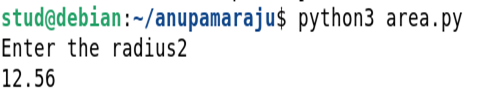 stud@debian:~/anupamaraju$ python3 area.py
Enter the radius2
12.56